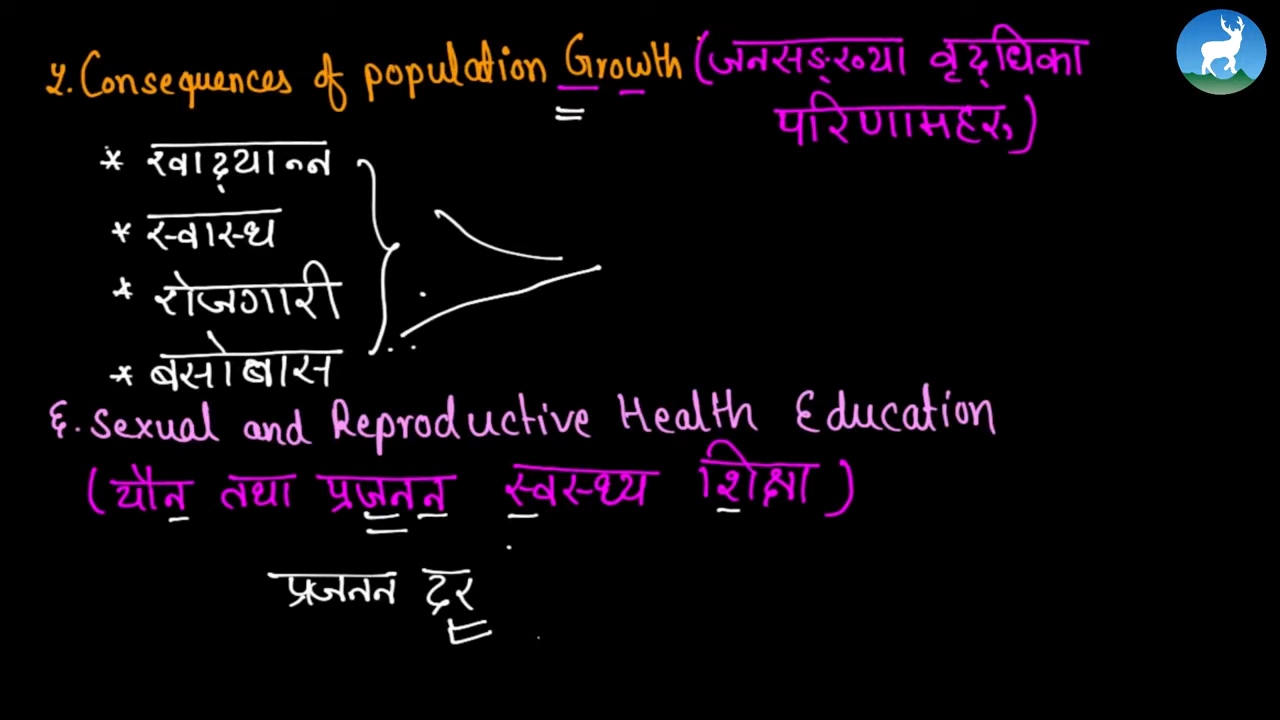 ५. Consequences of population Growth (जनसङ्ख्या वृद्धिका
परिणामहरू)
* खाद्यान्न
* स्वास्थ
* रोजगारी
* बसोबास
६. Sexual and Reproductive Health Education
(यौन तथा प्रजनन स्वस्थ्य शिक्षा)
प्रजनन दर